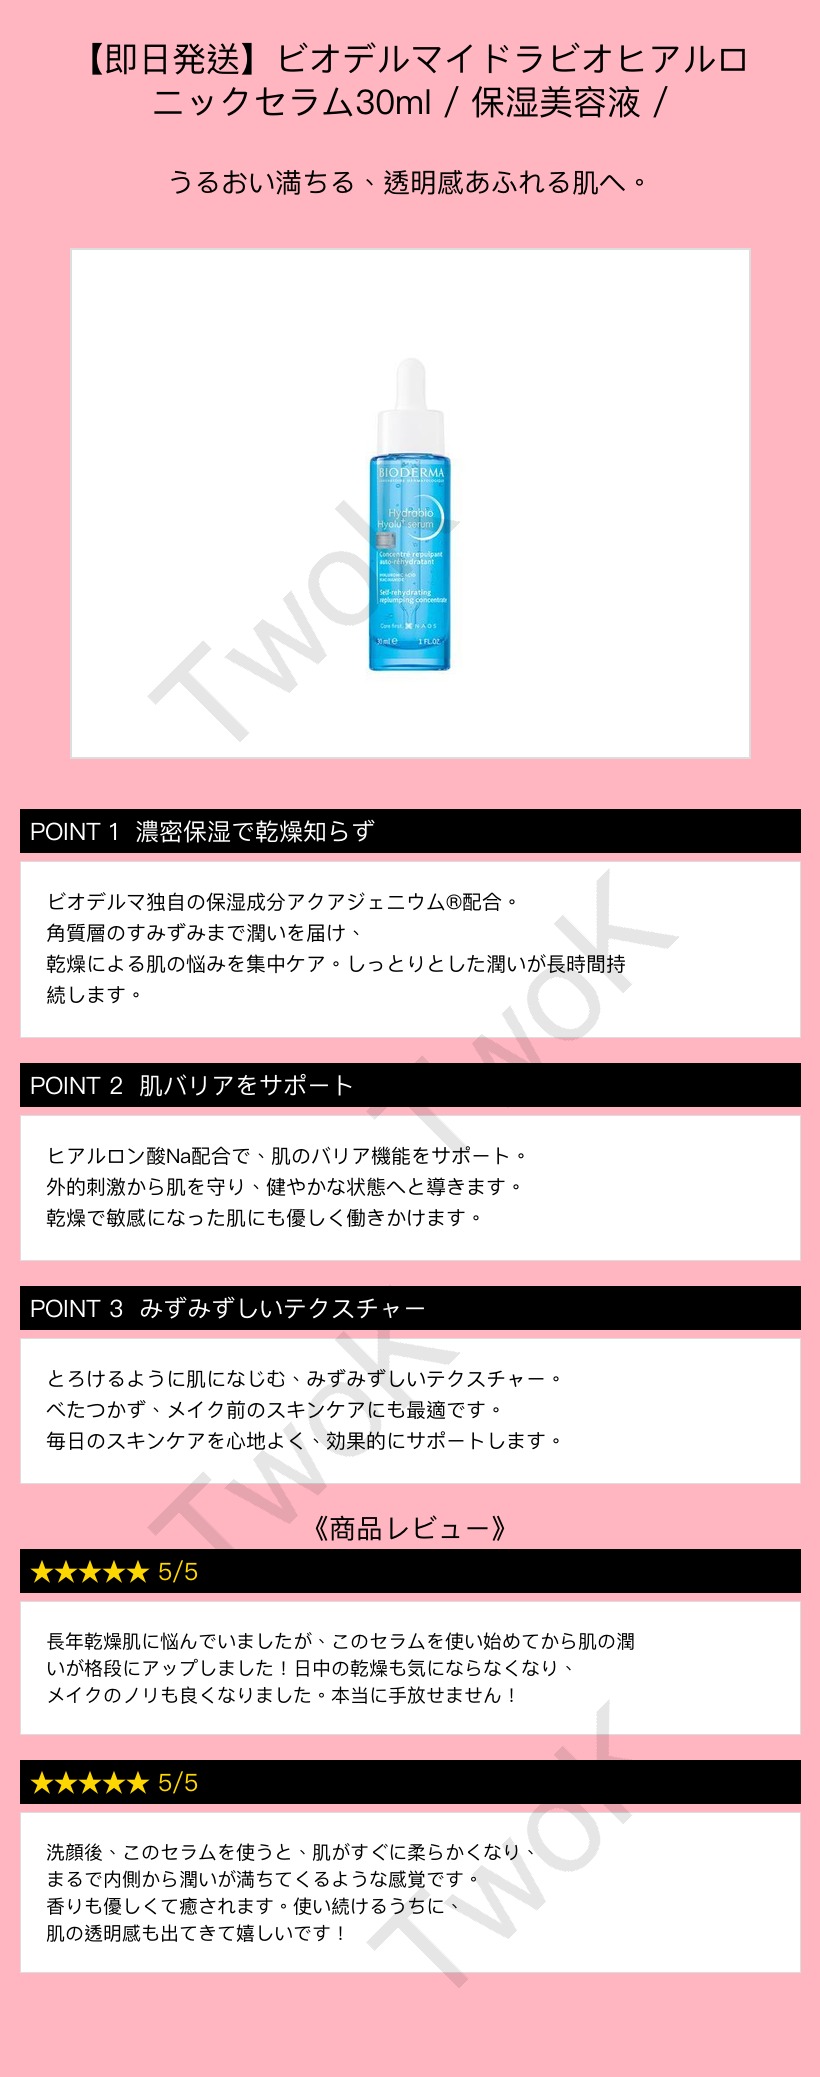 【即日発送】ビオデルマイドラビオヒアルロ
ニックセラム30ml / 保湿美容液 /
うるおい満ちる、透明感あふれる肌へ。
BIODERMA
LABORATOIRE DERMATOLOGIQUE
Hydrabio
Hyalu+ serum
Concentré repulpant
auto-réhydratant
HYALURONIC ACID
NIACINAMIDE
Self-rehydrating
replumping concentrate
Care first. NAOS
30 ml ℮ 1 FL.OZ.
TwoK
POINT 1 濃密保湿で乾燥知らず
ビオデルマ独自の保湿成分アクアジェニウム®配合。
角質層のすみずみまで潤いを届け、
乾燥による肌の悩みを集中ケア。しっとりとした潤いが長時間持
続します。
TwoK
POINT 2 肌バリアをサポート
ヒアルロン酸Na配合で、肌のバリア機能をサポート。
外的刺激から肌を守り、健やかな状態へと導きます。
乾燥で敏感になった肌にも優しく働きかけます。
POINT 3 みずみずしいテクスチャー
とろけるように肌になじむ、みずみずしいテクスチャー。
べたつかず、メイク前のスキンケアにも最適です。
毎日のスキンケアを心地よく、効果的にサポートします。
TwoK
《商品レビュー》
★★★★★ 5/5
長年乾燥肌に悩んでいましたが、このセラムを使い始めてから肌の潤
いが格段にアップしました！日中の乾燥も気にならなくなり、
メイクのノリも良くなりました。本当に手放せません！
★★★★★ 5/5
洗顔後、このセラムを使うと、肌がすぐに柔らかくなり、
まるで内側から潤いが満ちてくるような感覚です。
香りも優しくて癒されます。使い続けるうちに、
肌の透明感も出てきて嬉しいです！
TwoK